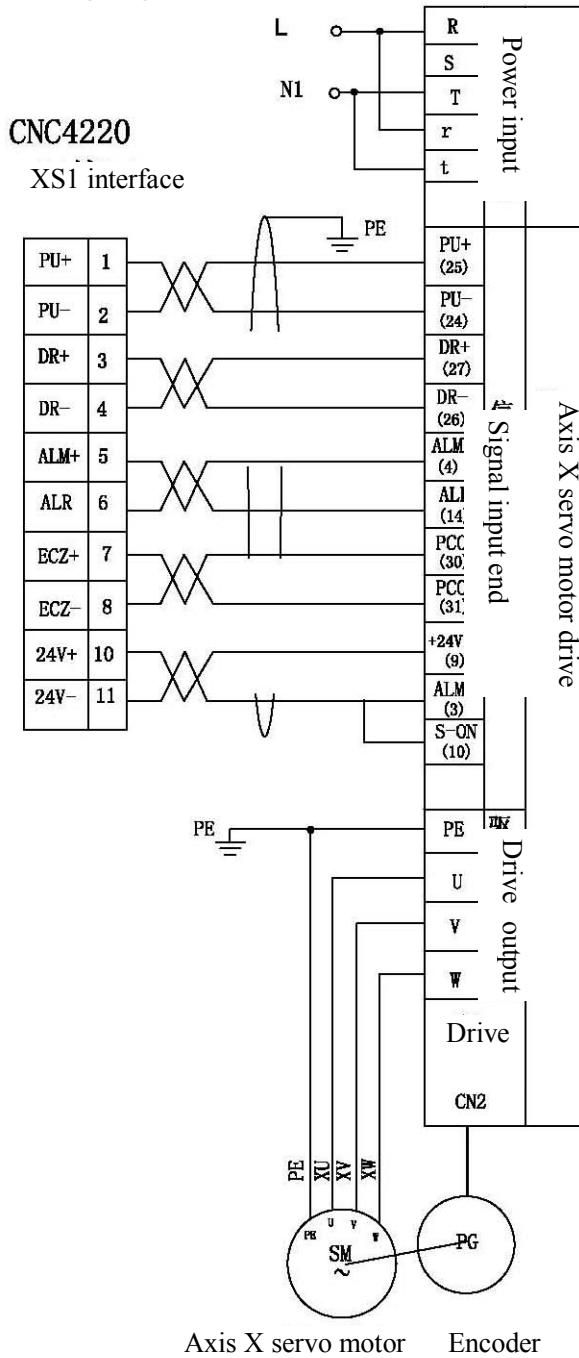 L
R
S
N1
T
r
t
Power input
CNC4220
XS1 interface
PE
PU+ 1
PU+
(25)
PU- 2
PU-
(24)
DR+ 3
DR+
(27)
DR- 4
DR-
(26)
ALM+ 5
ALM
(4)
ALR 6
(14
ECZ+ 7
PCO
(30)
ECZ- 8
PCO
(31)
24V+ 10
+24V
(9)
24V- 11
ALM
(3)
S-ON
(10)
Signal input end
Axis X servo motor drive
PE
PE
U
V
W
Drive output
Drive
CN2
PE
XU
XV
XW
PE
U
V
W
SM
~
PG
Axis X servo motor
Encoder